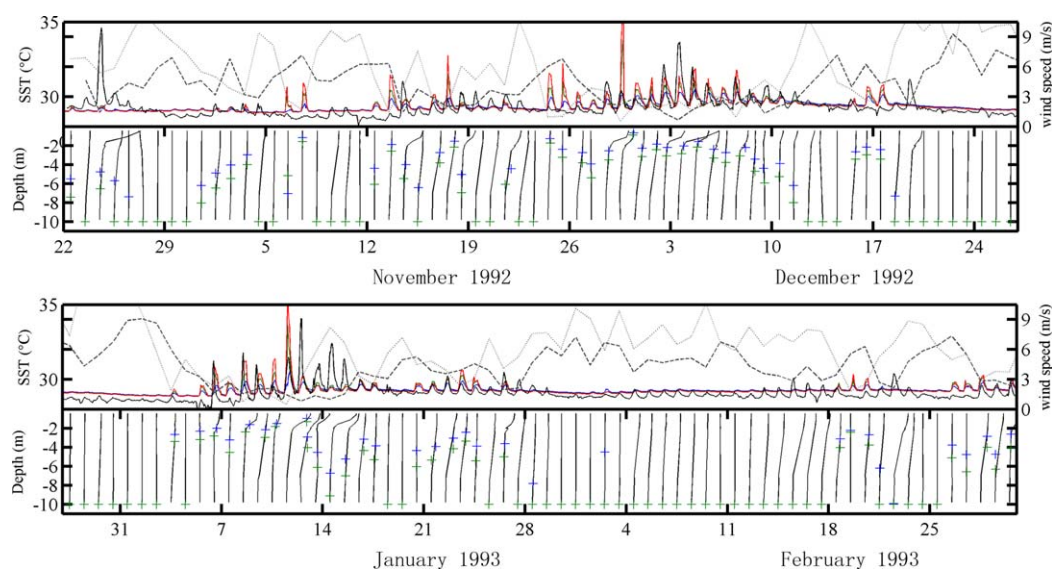 35
9
SST (°C)
6
wind speed (m/s)
30
3
0
Depth (m)
-2
-4
-6
-8
-10
22 29 5 12 19 26 3 10 17 24
November 1992 December 1992
35
9
SST (°C)
6
wind speed (m/s)
30
3
0
Depth (m)
-2
-4
-6
-8
-10
31 7 14 21 28 4 11 18 25
January 1993 February 1993